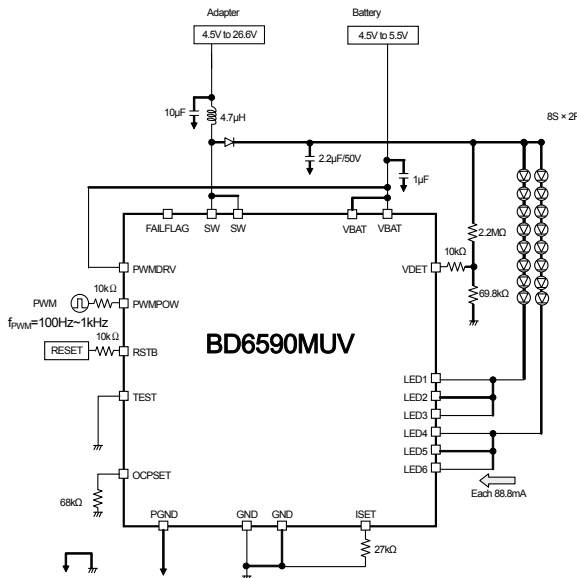 Adapter
Battery
4.5V to 26.6V
4.5V to 5.5V
10µF
4.7µH
8S × 2P
2.2µF/50V
1µF
FAILFLAG
SW
SW
VBAT
VBAT
2.2MΩ
10kΩ
PWMDRV
VDET
10kΩ
PWM
PWMPOW
69.8kΩ
fPWM=100Hz~1kHz
10kΩ
RESET
RSTB
BD6590MUV
LED1
TEST
LED2
LED3
LED4
LED5
OCPSET
LED6
Each 88.8mA
68kΩ
PGND
GND
GND
ISET
27kΩ